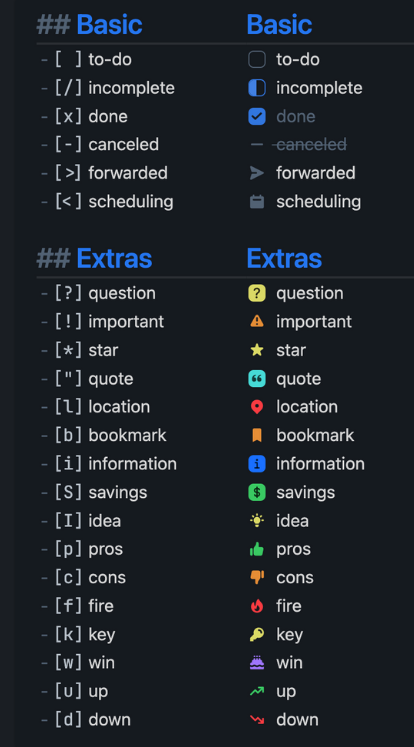 ## Basic Basic
- [ ] to-do to-do
- [/] incomplete incomplete
- [x] done done
- [-] canceled canceled
- [>] forwarded forwarded
- [<] scheduling scheduling
## Extras Extras
- [?] question ? question
- [!] important ! important
- [*] star star
- ["] quote “ quote
- [l] location location
- [b] bookmark bookmark
- [i] information i information
- [S] savings $ savings
- [I] idea idea
- [p] pros pros
- [c] cons cons
- [f] fire fire
- [k] key key
- [w] win win
- [u] up up
- [d] down down